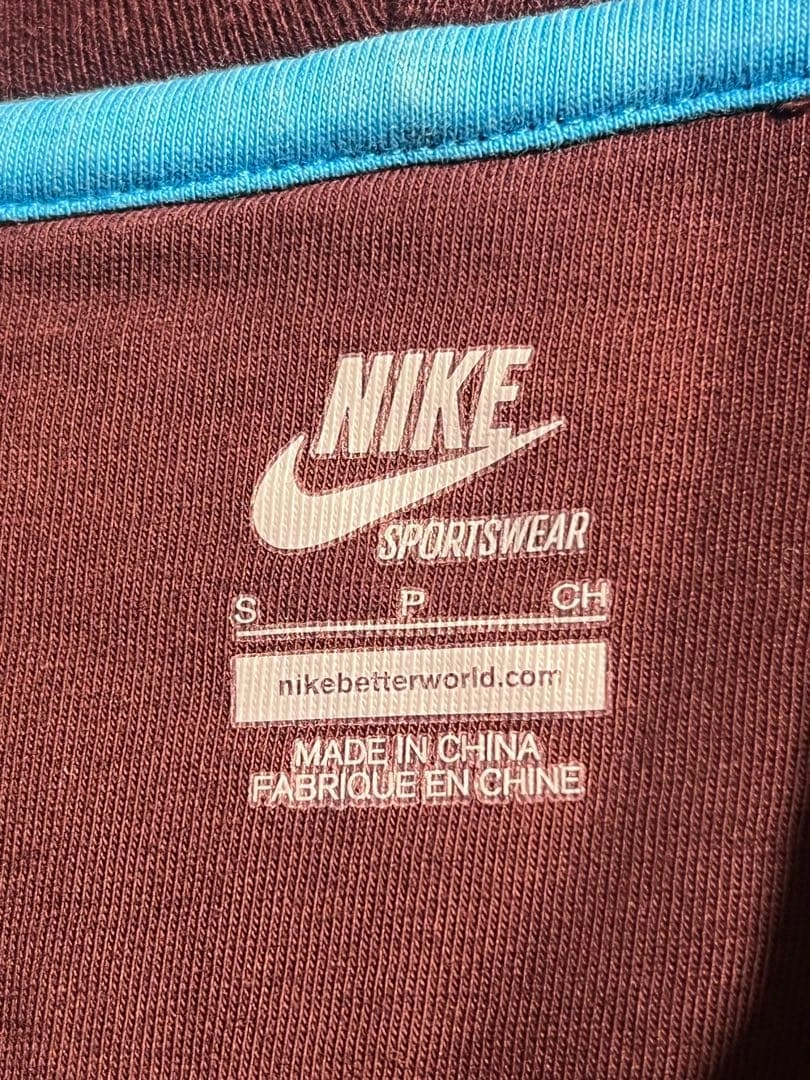 NIKE
SPORTSWEAR
S P CH
nikebetterworld.com
MADE IN CHINA
FABRIQUE EN CHINE